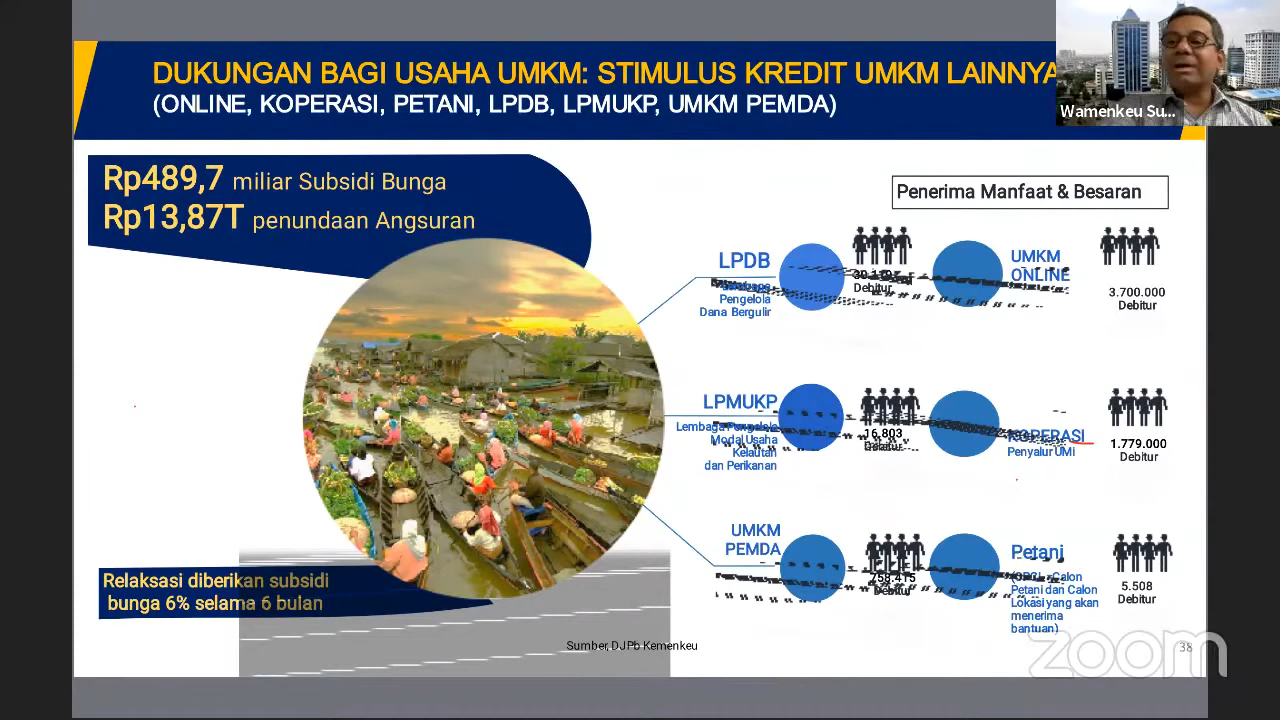 DUKUNGAN BAGI USAHA UMKM: STIMULUS KREDIT UMKM LAINNYA
(ONLINE, KOPERASI, PETANI, LPDB, LPMUKP, UMKM PEMDA)
Wamenkeu Su...
Rp489,7 miliar Subsidi Bunga
Rp13,87T penundaan Angsuran
Penerima Manfaat & Besaran
LPDB
Lembaga
Pengelola
Dana Bergulir
Debitur
UMKM
ONLINE
3.700.000
Debitur
LPMUKP
Lembaga Pengelola
Modal Usaha
Kelautan
dan Perikanan
16.803
Debitur
KOPERASI
Penyalur UMi
1.779.000
Debitur
UMKM
PEMDA
758.415
Debitur
Petani
Calon
Petani dan Calon
Lokasi yang akan
menerima
bantuan)
5.508
Debitur
Relaksasi diberikan subsidi
bunga 6% selama 6 bulan
Sumber, DJPb Kemenkeu
38
zoom